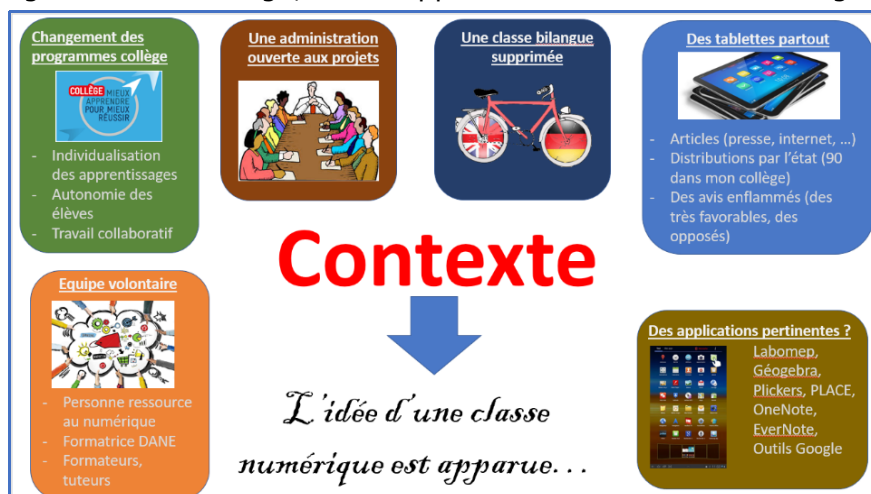 Changement des
programmes collège
COLLÈGE MIEUX
APPRENDRE
POUR MIEUX
RÉUSSIR
- Individualisation
des apprentissages
- Autonomie des
élèves
- Travail collaboratif
Une administration
ouverte aux projets
Une classe bilangue
supprimée
Des tablettes partout
- Articles (presse, internet, ...)
- Distributions par l'état (90
dans mon collège)
- Des avis enflammés (des
très favorables, des
opposés)
Contexte
Equipe volontaire
- Personne ressource
au numérique
- Formatrice DANE
- Formateurs,
tuteurs
L'idée d'une classe
numérique est apparue...
Des applications pertinentes ?
Labomep,
Géogebra,
Plickers, PLACE,
OneNote,
EverNote,
Outils Google